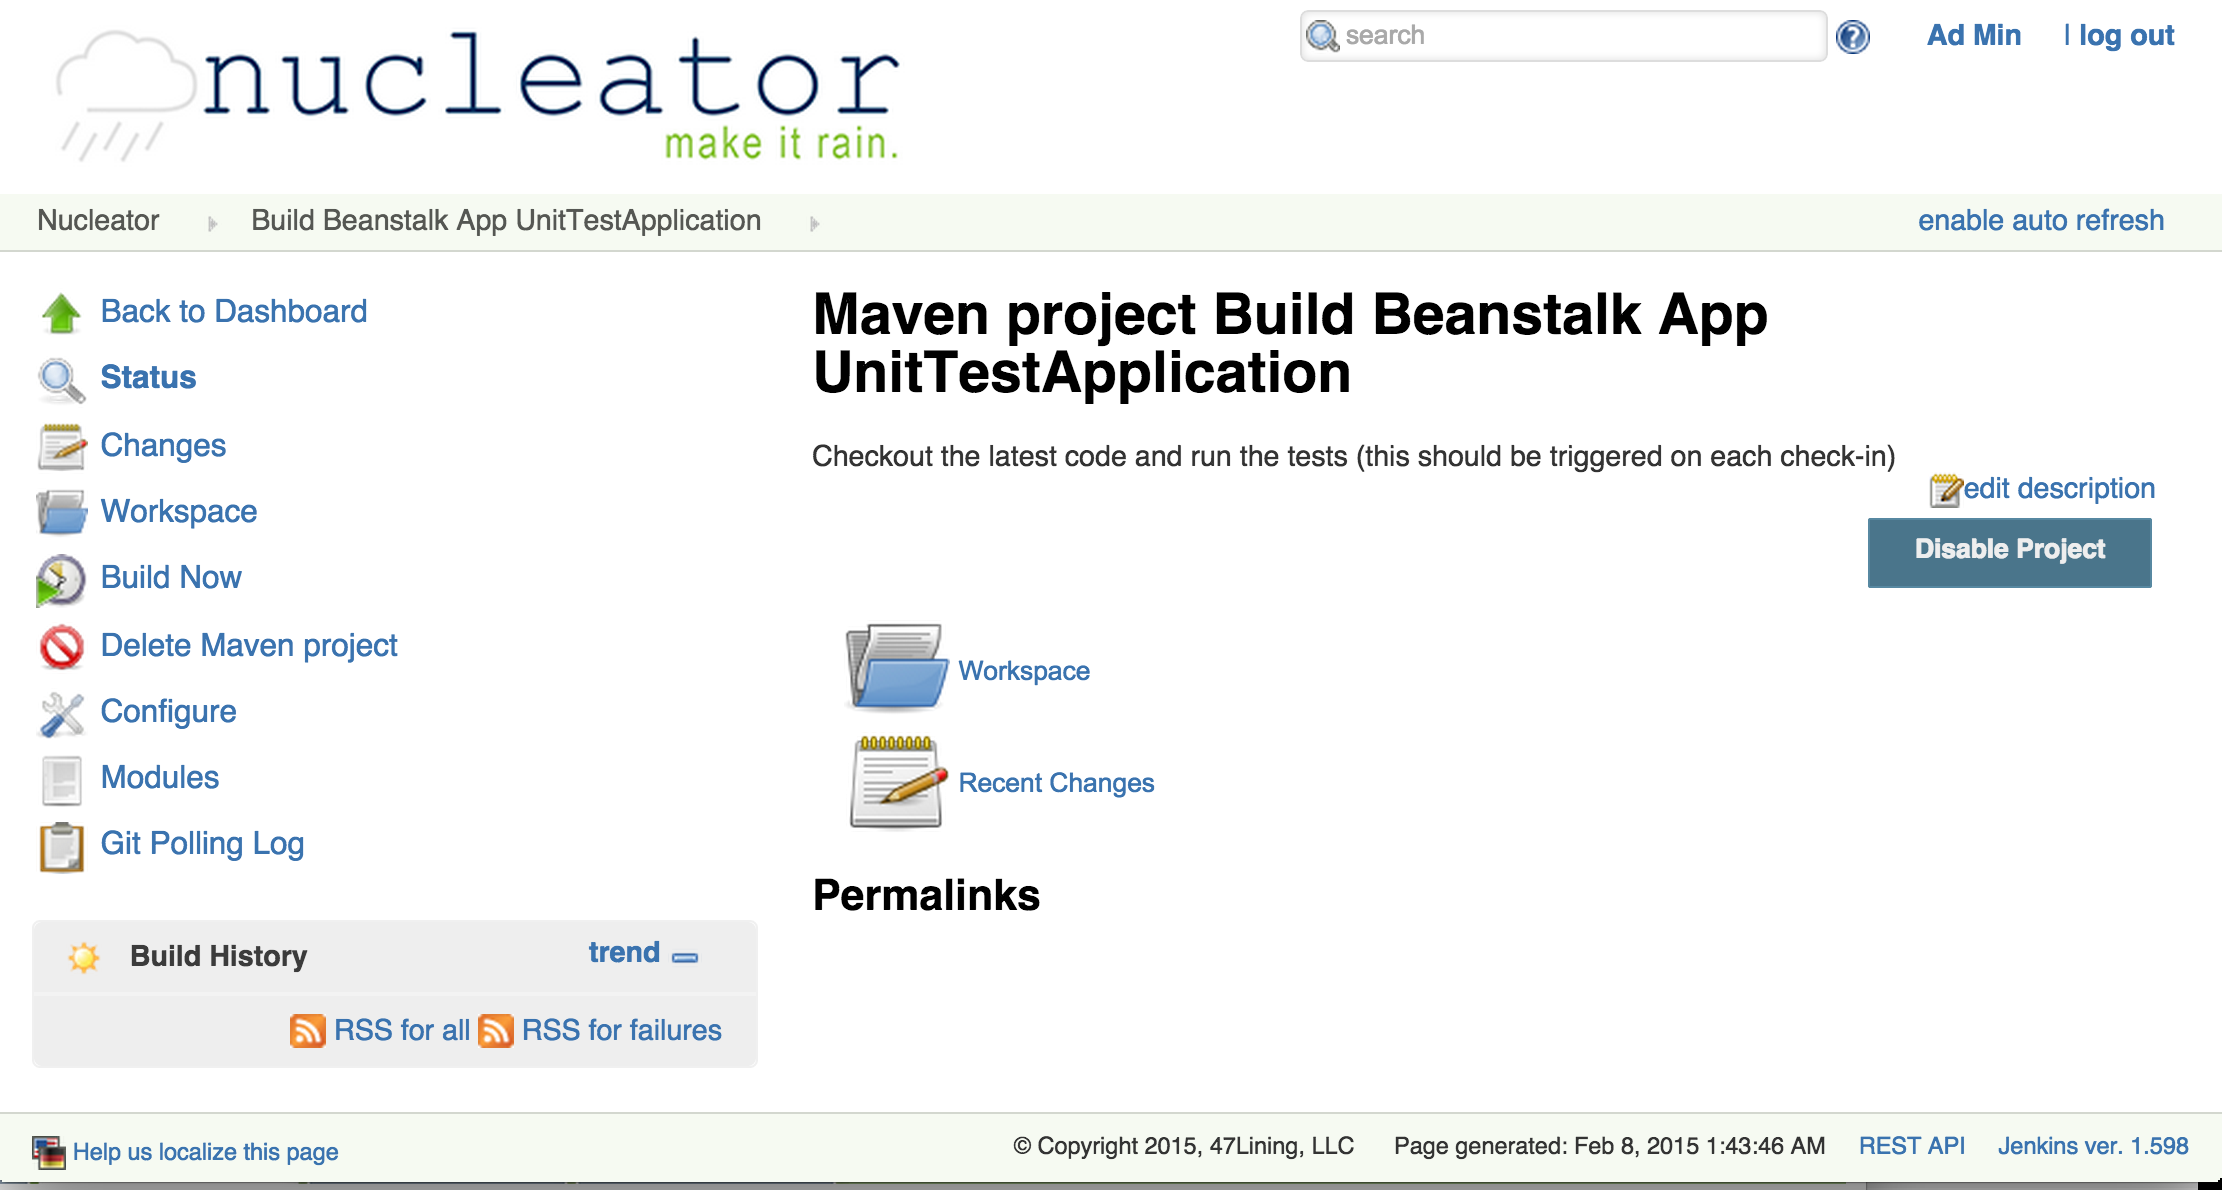 nucleator
make it rain.
search
Ad Min | log out
Nucleator Build Beanstalk App UnitTestApplication enable auto refresh
Back to Dashboard
Status
Changes
Workspace
Build Now
Delete Maven project
Configure
Modules
Git Polling Log
Build History trend
RSS for all RSS for failures
Maven project Build Beanstalk App
UnitTestApplication
Checkout the latest code and run the tests (this should be triggered on each check-in)
edit description
Disable Project
Workspace
Recent Changes
Permalinks
Help us localize this page
© Copyright 2015, 47Lining, LLC Page generated: Feb 8, 2015 1:43:46 AM REST API Jenkins ver. 1.598